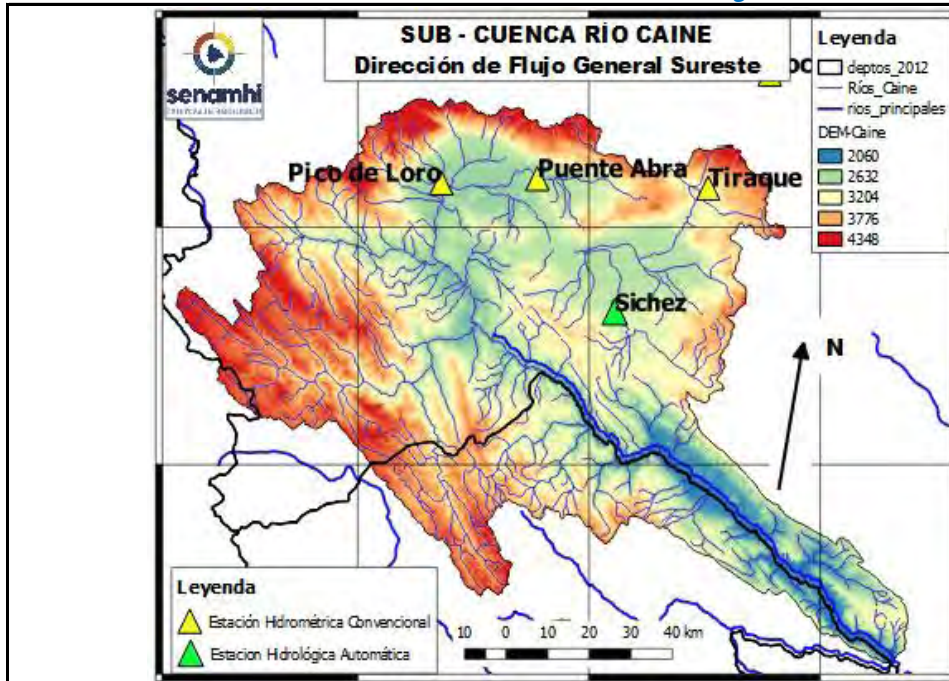 SUB - CUENCA RÍO CAINE
Dirección de Flujo General Sureste
senamhi
Leyenda
deptos_2012
Ríos_Caine
rios_principales
DEM-Caine
2060
2632
3204
3776
4348
Pico de Loro
Puente Abra
Tiraque
Sichez
N
Leyenda
Estación Hidrométrica Convencional
Estacion Hidrológica Automática
10 0 10 20 30 40 km